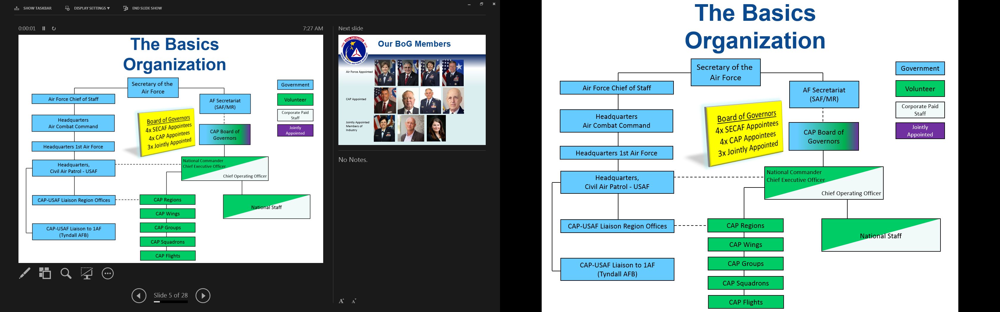 SHOW TASKBAR
DISPLAY SETTINGS ▼
END SLIDE SHOW
0:00:01
7:27 AM
The Basics
Organization
Secretary of the
Air Force
Air Force Chief of Staff
Headquarters
Air Combat Command
Headquarters 1st Air Force
Headquarters,
Civil Air Patrol - USAF
CAP-USAF Liaison Region Offices
CAP-USAF Liaison to 1AF
(Tyndall AFB)
Board of Governors
4x SECAF Appointees
4x CAP Appointees
3x Jointly Appointed
AF Secretariat
(SAF/MR)
CAP Board of
Governors
National Commander
Chief Executive Officer
Chief Operating Officer
CAP Regions
CAP Wings
CAP Groups
CAP Squadrons
CAP Flights
National Staff
Government
Volunteer
Corporate Paid
Staff
Jointly
Appointed
Slide 5 of 28
Next slide
CIVIL AIR PATROL
UNITED STATES AIR FORCE AUXILIARY
Our BoG Members
Air Force Appointed
CAP Appointed
Jointly Appointed
Members of
Industry
No Notes.
A A
The Basics
Organization
Secretary of the
Air Force
Air Force Chief of Staff
Headquarters
Air Combat Command
Headquarters 1st Air Force
Headquarters,
Civil Air Patrol - USAF
CAP-USAF Liaison Region Offices
CAP-USAF Liaison to 1AF
(Tyndall AFB)
Board of Governors
4x SECAF Appointees
4x CAP Appointees
3x Jointly Appointed
AF Secretariat
(SAF/MR)
CAP Board of
Governors
National Commander
Chief Executive Officer
Chief Operating Officer
CAP Regions
CAP Wings
CAP Groups
CAP Squadrons
CAP Flights
National Staff
Government
Volunteer
Corporate Paid
Staff
Jointly
Appointed